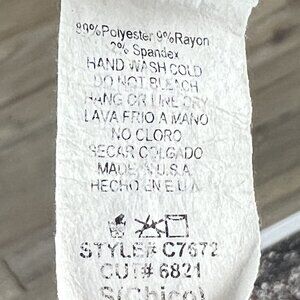 89%Polyester 9%Rayon
2% Spandex
HAND WASH COLD
DO NOT BLEACH
HANG OR LINE DRY
LAVA FRIO A MANO
NO CLORO
SECAR COLGADO
MADE IN U.S.A
HECHO EN E.U.A
STYLE# C7672
CUT# 6821
S(Chico)